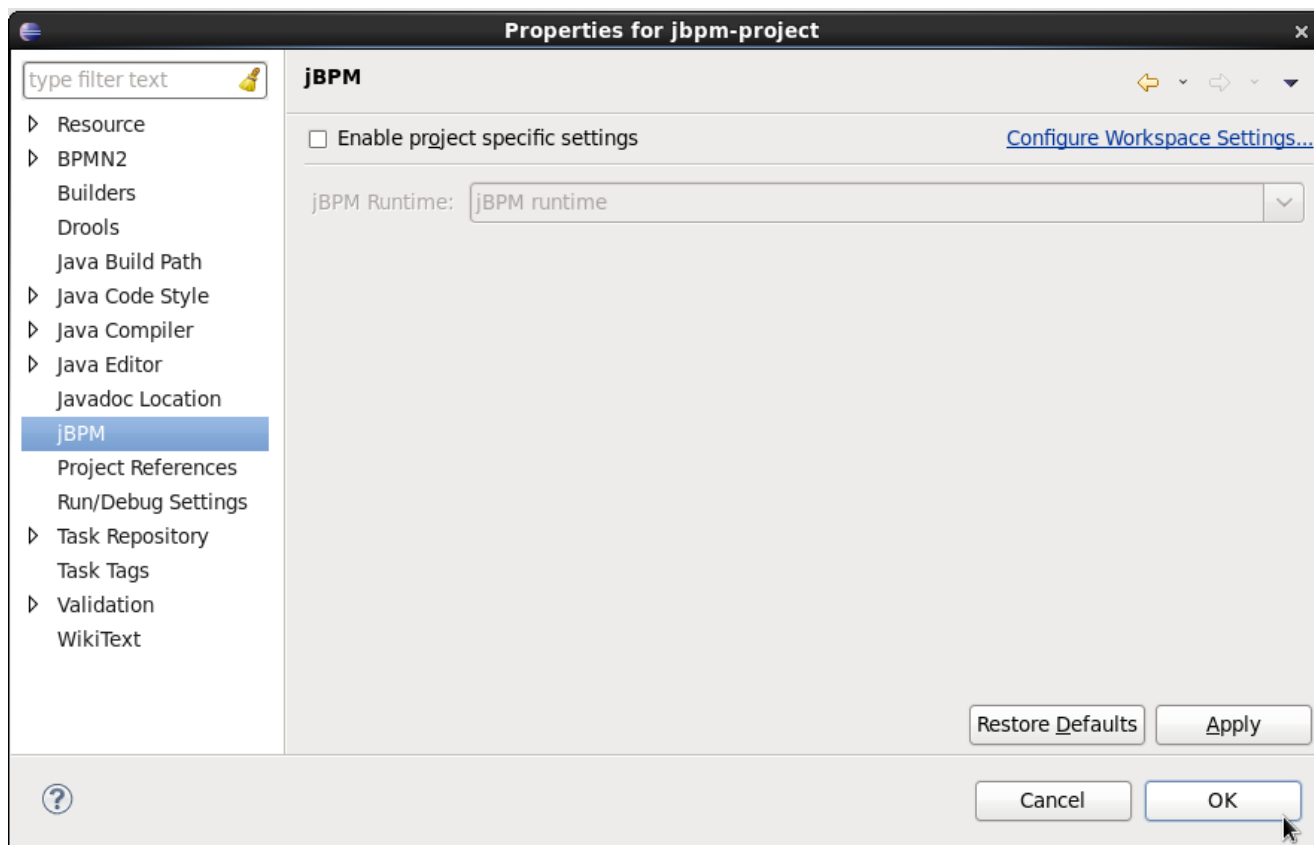 Properties for jbpm-project
type filter text
Resource
BPMN2
Builders
Drools
Java Build Path
Java Code Style
Java Compiler
Java Editor
Javadoc Location
jBPM
Project References
Run/Debug Settings
Task Repository
Task Tags
Validation
WikiText
jBPM
Enable project specific settings
Configure Workspace Settings...
jBPM Runtime: jBPM runtime
Restore Defaults
Apply
?
Cancel
OK